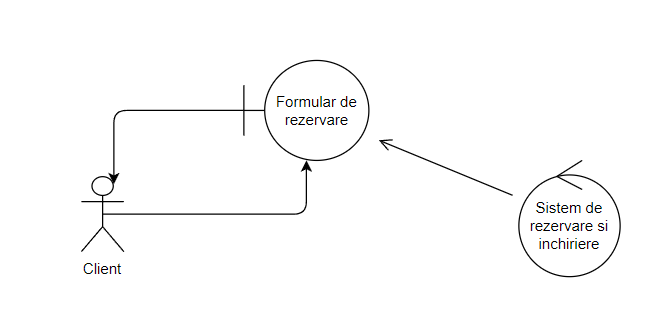 Formular de
rezervare
Sistem de
rezervare si
inchiriere
Client